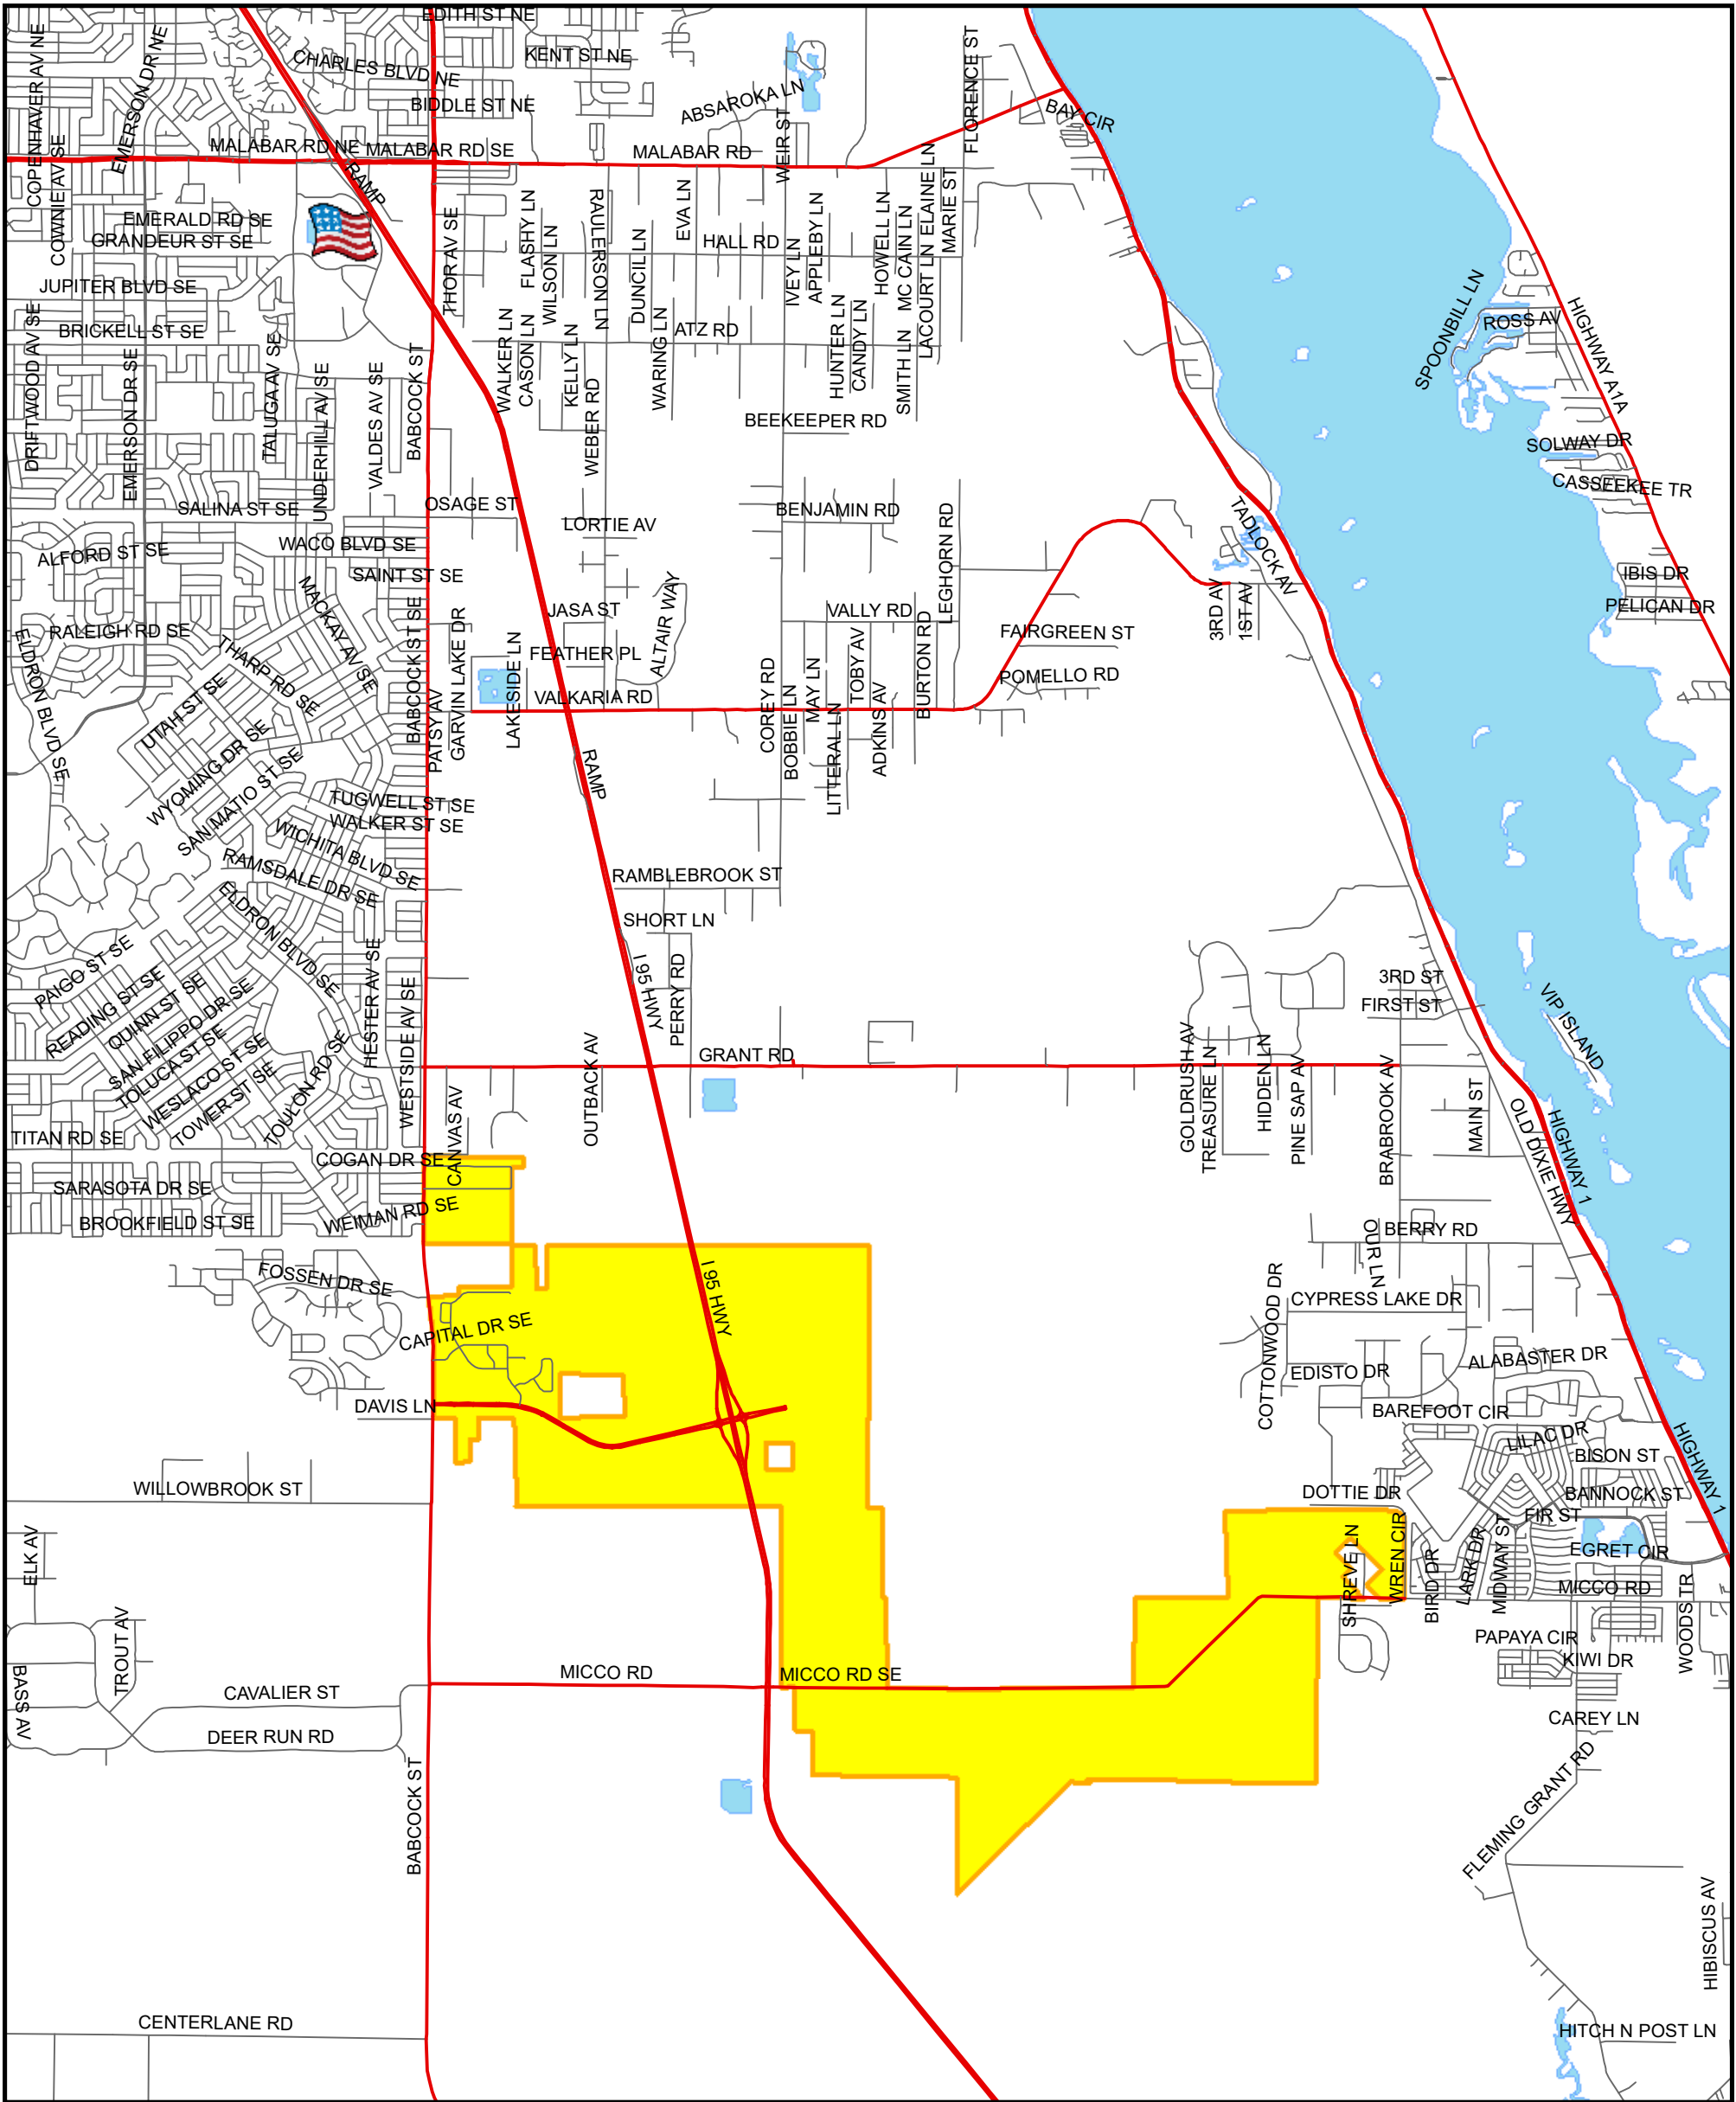 EDITH ST NE
KENT ST NE
CHARLES BLVD NE
BIDDLE ST NE
ABSAROKA LN
COPENHAVER AV NE
EMERSON DR NE
FLORENCE ST
BAY CIR
WEIR ST
MALABAR RD NE
MALABAR RD SE
MALABAR RD
RAMP
COWNIE AV SE
EMERALD RD SE
GRANDEUR ST SE
JUPITER BLVD SE
BRICKELL ST SE
THOR AV SE
FLASHY LN
WILSON LN
RAULERSON LN
DUNCIL LN
EVA LN
HALL RD
IVEY LN
APPLEBY LN
HOWELL LN
MC CAIN LN
LACOURT LN
ELAINE LN
MARIE ST
ATZ RD
WALKER LN
CASON LN
KELLY LN
WEBER RD
WARING LN
HUNTER LN
CANDY LN
SMITH LN
SPOONBILL LN
ROSS AV
HIGHWAY A1A
SOLWAY DR
CASSEEKEE TR
DRIFTWOOD AV SE
EMERSON DR SE
TALUGA AV SE
UNDERHILL AV SE
VALDES AV SE
BABCOCK ST
BEEKEEPER RD
SALINA ST SE
OSAGE ST
LORTIE AV
BENJAMIN RD
LEGHORN RD
TADLOCK AV
ALFORD ST SE
WACO BLVD SE
SAINT ST SE
MACKAY AV SE
IBIS DR
PELICAN DR
RALEIGH RD SE
ELDRON BLVD SE
THARP RD SE
UTAH ST SE
BABCOCK ST SE
PATSY AV
GARVIN LAKE DR
LAKESIDE LN
JASA ST
FEATHER PL
ALTAIR WAY
VALKARIA RD
VALLY RD
COREY RD
BOBBIE LN
MAY LN
LITTERAL LN
TOBY AV
ADKINS AV
BURTON RD
FAIRGREEN ST
POMELLO RD
3RD AV
1ST AV
WYOMING DR SE
SAN MATIO ST SE
TUGWELL ST SE
WALKER ST SE
WICHITA BLVD SE
RAMSDALE DR SE
RAMP
RAMBLEBROOK ST
SHORT LN
I 95 HWY
PERRY RD
ELDRON BLVD SE
PAIGO ST SE
READING ST SE
QUINN ST SE
SAN FILIPPO DR SE
TOLUCA ST SE
WESLACO ST SE
TOWER ST SE
TOULON RD SE
HESTER AV SE
WESTSIDE AV SE
3RD ST
FIRST ST
VIP ISLAND
GRANT RD
OUTBACK AV
CANVAS AV
GOLDRUSH AV
TREASURE LN
HIDDEN LN
PINE SAP AV
BRABROOK AV
MAIN ST
OLD DIXIE HWY
HIGHWAY 1
TITAN RD SE
COGAN DR SE
SARASOTA DR SE
BROOKFIELD ST SE
WEIMAN RD SE
FOSSEN DR SE
CAPITAL DR SE
I 95 HWY
DAVIS LN
OUR LN
BERRY RD
COTTONWOOD DR
CYPRESS LAKE DR
EDISTO DR
ALABASTER DR
BAREFOOT CIR
LILAC DR
BISON ST
HIGHWAY 1
BANNOCK ST
FIR ST
DOTTIE DR
SHREVE LN
WREN CIR
BIRD DR
LARK DR
MIDWAY ST
EGRET CIR
MICCO RD
WOODS TR
PAPAYA CIR
KIWI DR
CAREY LN
WILLOWBROOK ST
ELK AV
TROUT AV
BASS AV
CAVALIER ST
DEER RUN RD
MICCO RD
MICCO RD SE
BABCOCK ST
FLEMING GRANT RD
HIBISCUS AV
CENTERLANE RD
HITCH N POST LN